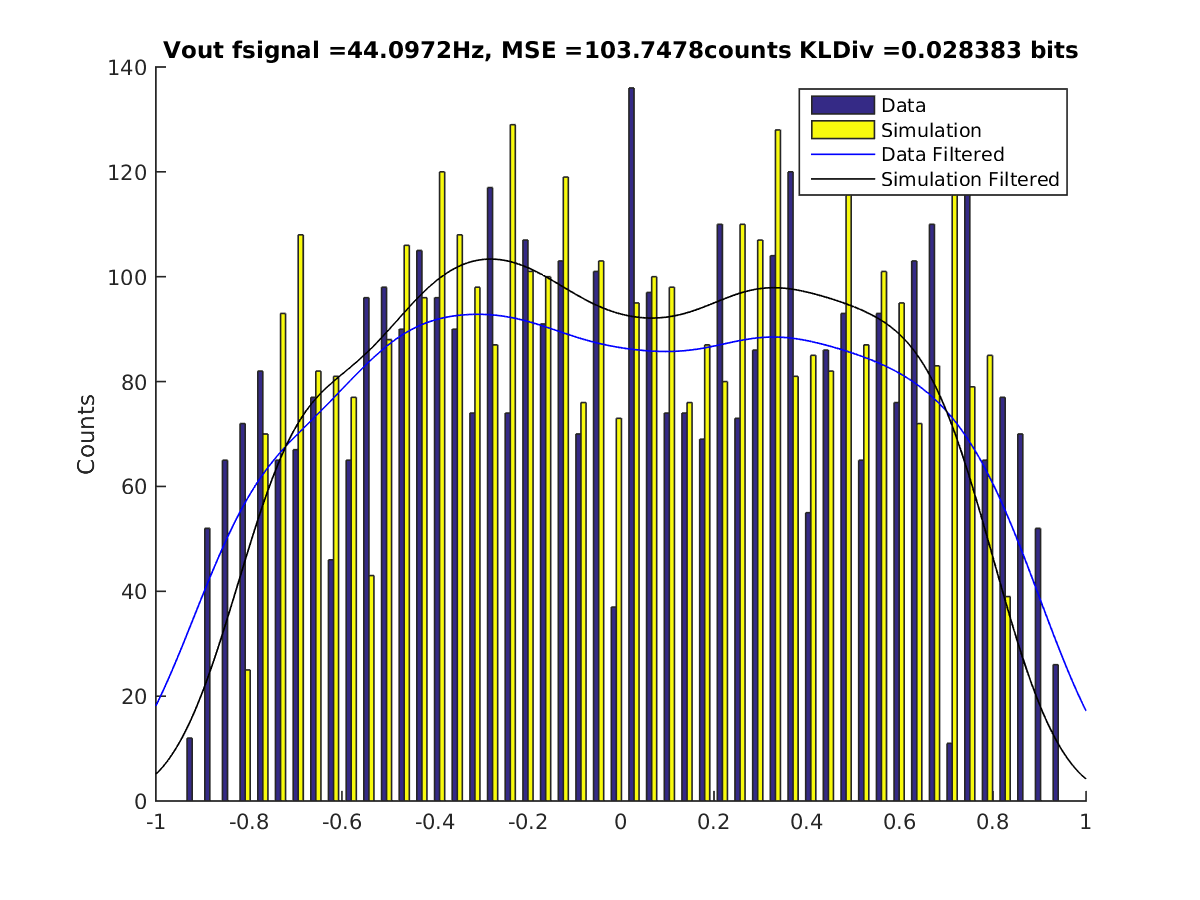 Vout fsignal =44.0972Hz, MSE =103.7478counts KLDiv =0.028383 bits
140
120
100
80
60
40
20
0
Counts
Data
Simulation
Data Filtered
Simulation Filtered
-1 -0.8 -0.6 -0.4 -0.2 0 0.2 0.4 0.6 0.8 1